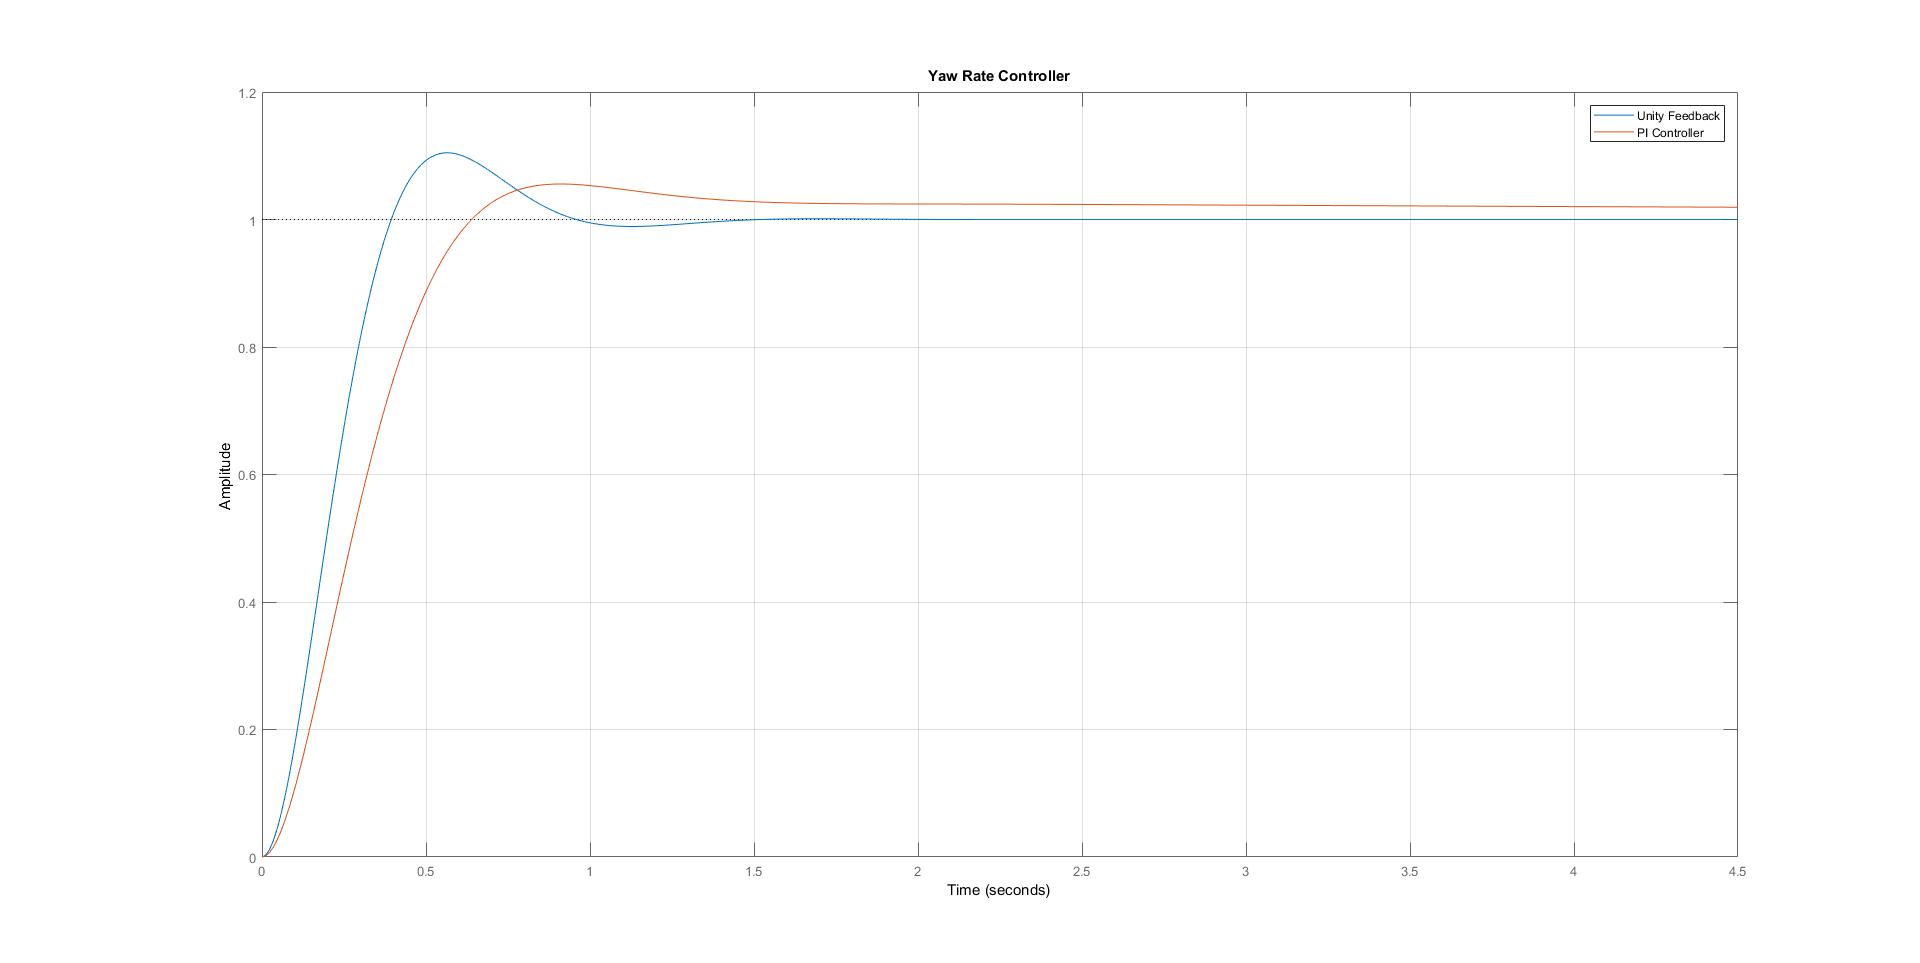 Yaw Rate Controller
Unity Feedback
PI Controller
1.2
1
0.8
0.6
0.4
0.2
0
Amplitude
0 0.5 1 1.5 2 2.5 3 3.5 4 4.5
Time (seconds)